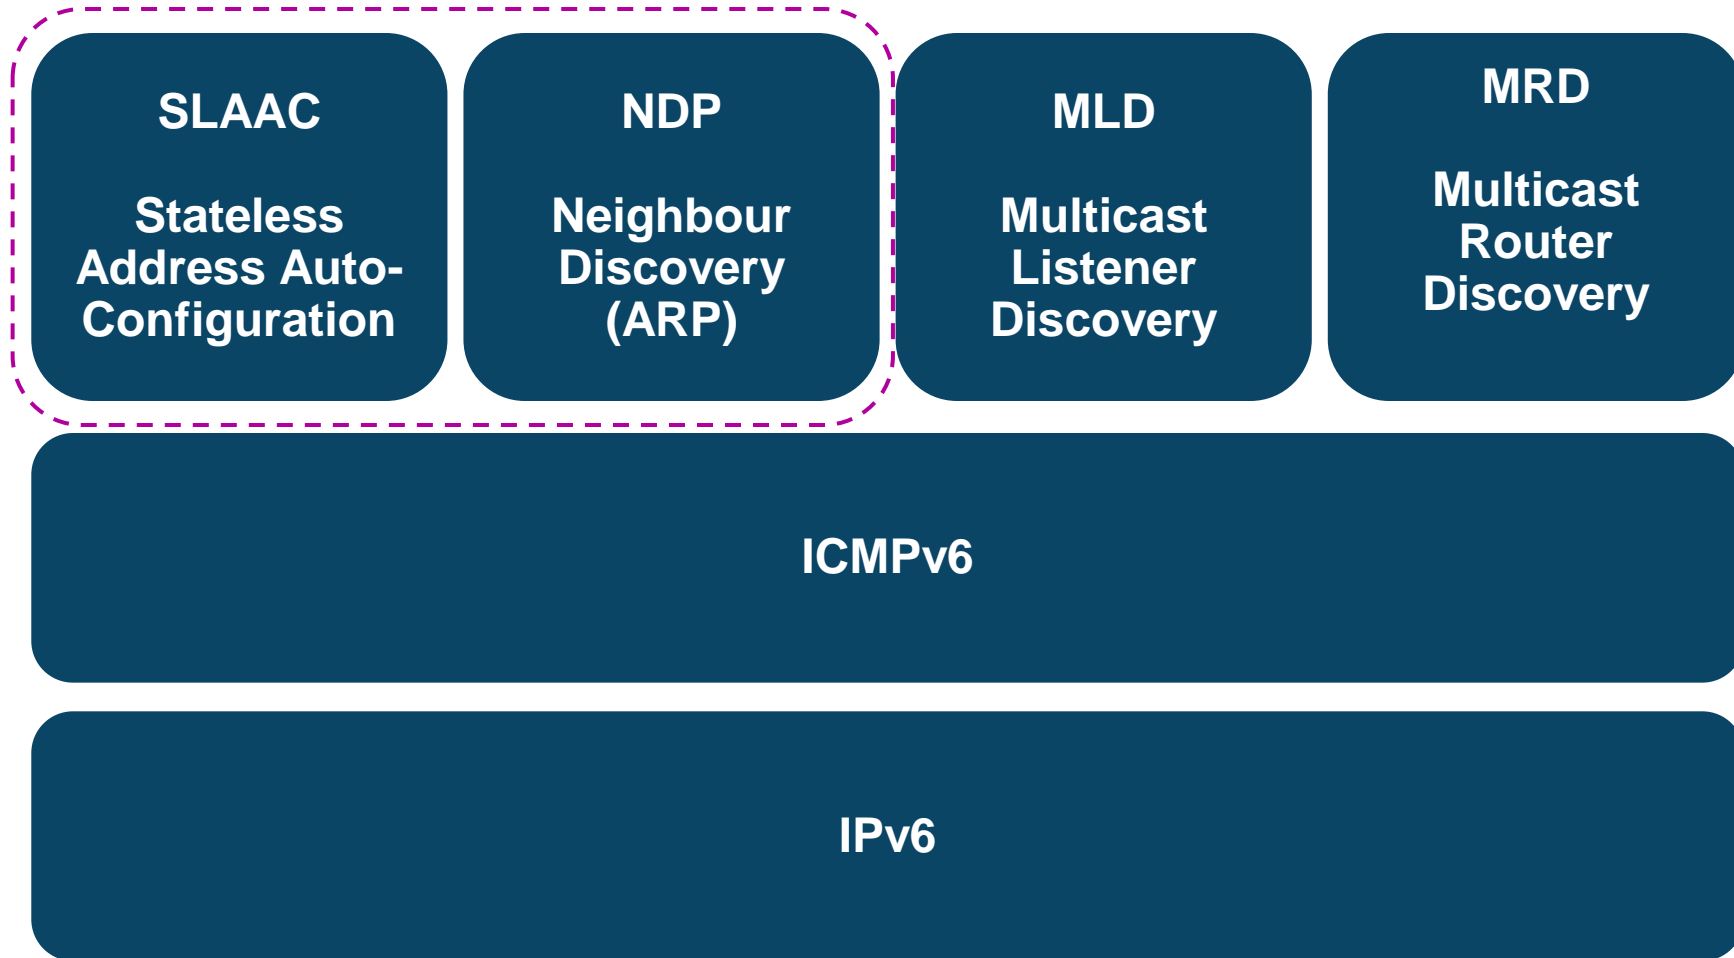 SLAAC
Stateless
Address Auto-
Configuration
NDP
Neighbour
Discovery
(ARP)
MLD
Multicast
Listener
Discovery
MRD
Multicast
Router
Discovery
ICMPv6
IPv6